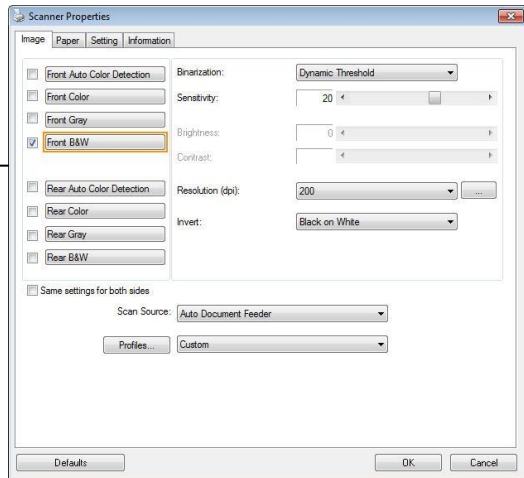 Scanner Properties
Image Paper Setting Information
Front Auto Color Detection
Front Color
Front Gray
Front B&W
Rear Auto Color Detection
Rear Color
Rear Gray
Rear B&W
Binarization: Dynamic Threshold
Sensitivity: 20
Brightness: 0
Contrast:
Resolution (dpi): 200 ...
Invert: Black on White
Same settings for both sides
Scan Source: Auto Document Feeder
Profiles... Custom
Defaults OK Cancel